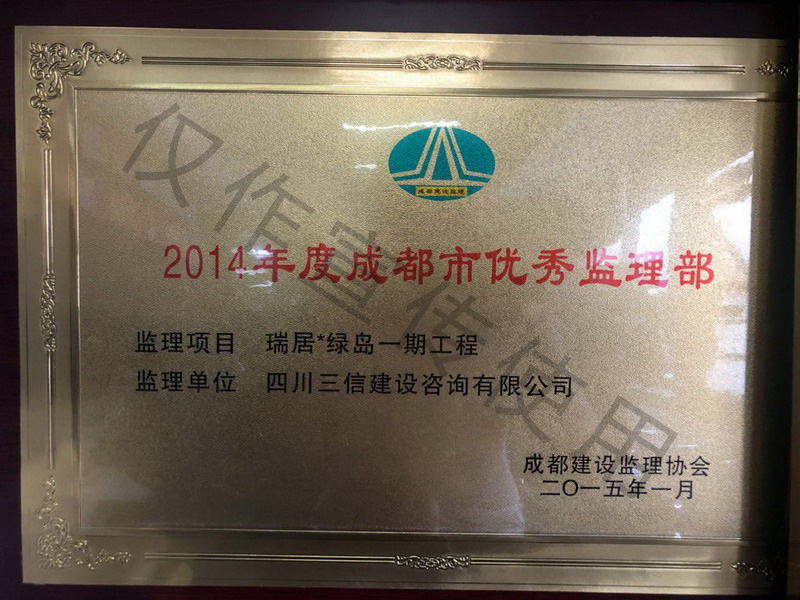 成都建设监理
2014年度成都市优秀监理部
监理项目 瑞居*绿岛一期工程
监理单位 四川三信建设咨询有限公司
成都建设监理协会
二〇一五年一月
仅作宣传使用